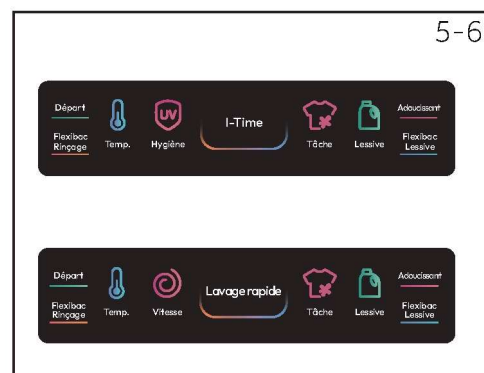 5-6
Départ
Flexibac
Rinçage
Temp.
UV
Hygiène
I-Time
Tâche
Lessive
Adoucissant
Flexibac
Lessive
Départ
Flexibac
Rinçage
Temp.
Vitesse
Lavage rapide
Tâche
Lessive
Adoucissant
Flexibac
Lessive